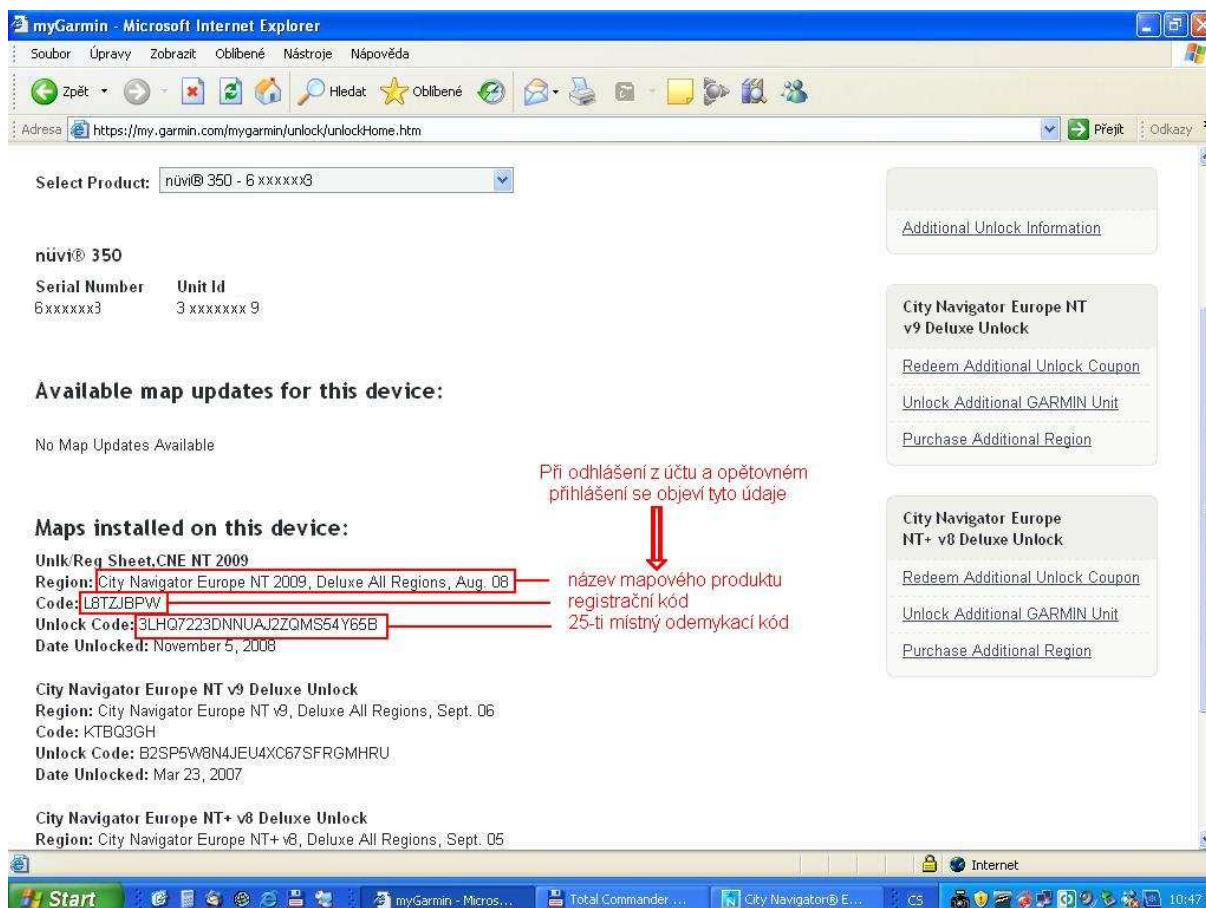 myGarmin - Microsoft Internet Explorer
Soubor Úpravy Zobrazit Oblíbené Nástroje Nápověda
Zpět Hledat Oblíbené
Adresa https://my.garmin.com/mygarmin/unlock/unlockHome.htm Přejít Odkazy
Select Product: nüvi® 350 - 6 xxxxxx3
Additional Unlock Information
nüvi® 350
Serial Number Unit Id
6xxxxxx3 3 xxxxxxx 9
City Navigator Europe NT
v9 Deluxe Unlock
Redeem Additional Unlock Coupon
Unlock Additional GARMIN Unit
Purchase Additional Region
Available map updates for this device:
No Map Updates Available
Při odhlášení z účtu a opětovném
přihlášení se objeví tyto údaje
City Navigator Europe
NT+ v8 Deluxe Unlock
Redeem Additional Unlock Coupon
Unlock Additional GARMIN Unit
Purchase Additional Region
Maps installed on this device:
Unlk/Reg Sheet,CNE NT 2009
Region: City Navigator Europe NT 2009, Deluxe All Regions, Aug. 08 název mapového produktu
Code: L8TZJBPW registrační kód
Unlock Code: 3LHQ7223DNNUAJ2ZQMS54Y65B 25-ti místný odemykací kód
Date Unlocked: November 5, 2008
City Navigator Europe NT v9 Deluxe Unlock
Region: City Navigator Europe NT v9, Deluxe All Regions, Sept. 06
Code: KTBQ3GH
Unlock Code: B2SP5W8N4JEU4XC67SFRGMHRU
Date Unlocked: Mar 23, 2007
City Navigator Europe NT+ v8 Deluxe Unlock
Region: City Navigator Europe NT+ v8, Deluxe All Regions, Sept. 05
Internet
Start myGarmin - Micros... Total Commander ... City Navigator® E... CS 10:47